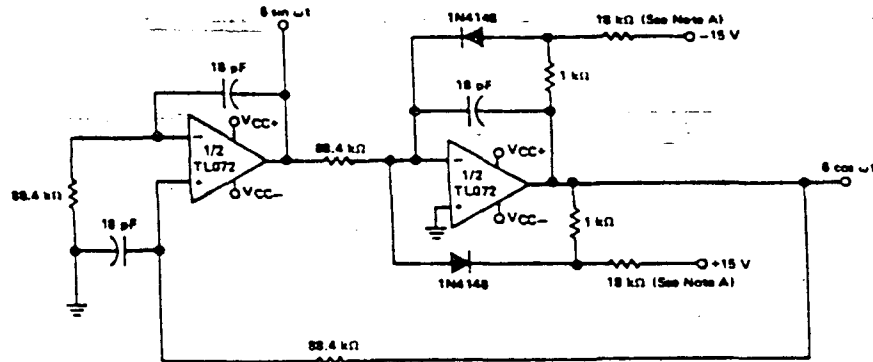 6 sin ωt
1N4148
18 kΩ (See Note A)
−15 V
18 pF
1 kΩ
18 pF
VCC+
−
1/2
TL072
+
VCC−
88.4 kΩ
VCC+
−
1/2
TL072
+
VCC−
6 cos ωt
88.4 kΩ
18 pF
1 kΩ
1N4148
+15 V
18 kΩ (See Note A)
88.4 kΩ